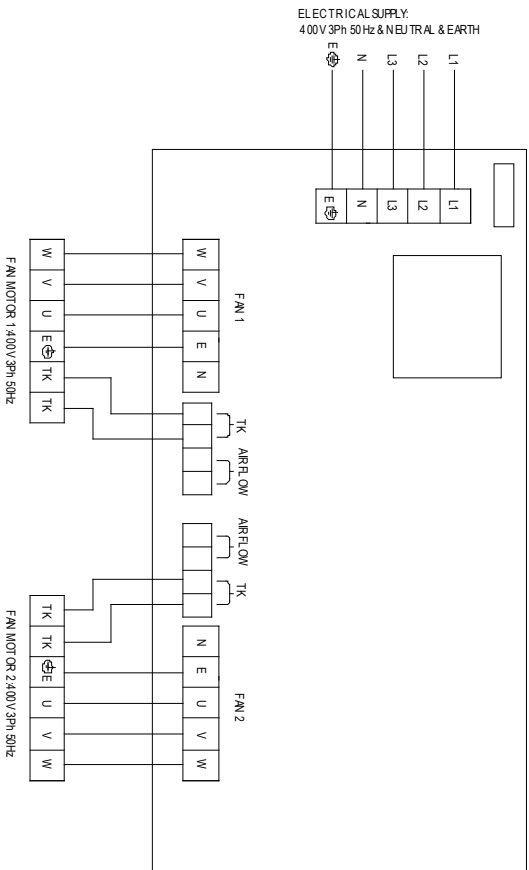 ELECTRICAL SUPPLY:
400V 3Ph 50Hz & NEUTRAL & EARTH
E N L3 L2 L1
E N L3 L2 L1
W V U E TK TK
FAN MOTOR 1:400V 3Ph 50Hz
W V U E N
FAN 1
TK
AIRFLOW
AIRFLOW
TK
N E U V W
FAN 2
TK TK E U V W
FAN MOTOR 2:400V 3Ph 50Hz